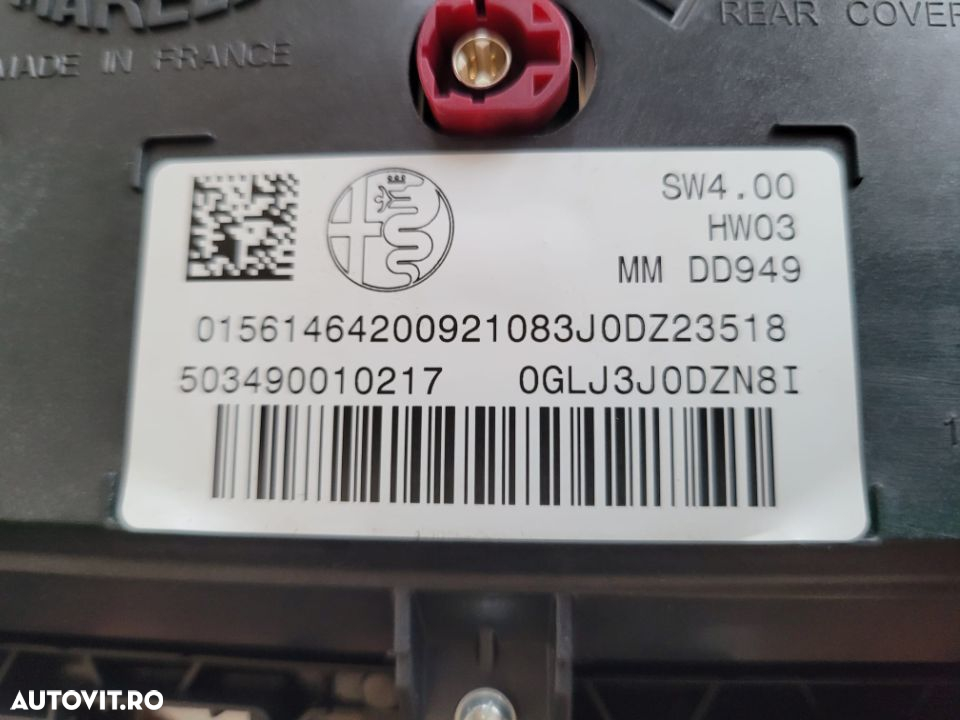 MADE IN FRANCE
REAR COVER
SW4.00
HW03
MM DD949
01561464200921083J0DZ23518
503490010217 0GLJ3J0DZN8I
AUTOVIT.RO